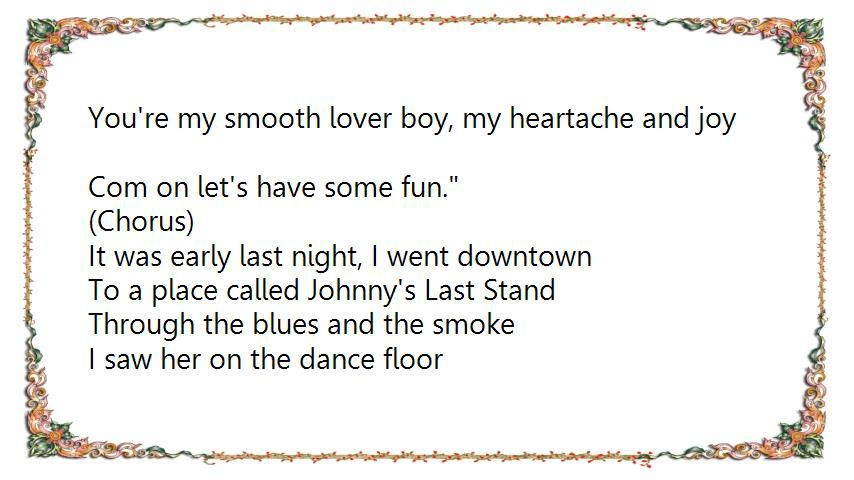 You're my smooth lover boy, my heartache and joy
Com on let's have some fun."
(Chorus)
It was early last night, I went downtown
To a place called Johnny's Last Stand
Through the blues and the smoke
I saw her on the dance floor